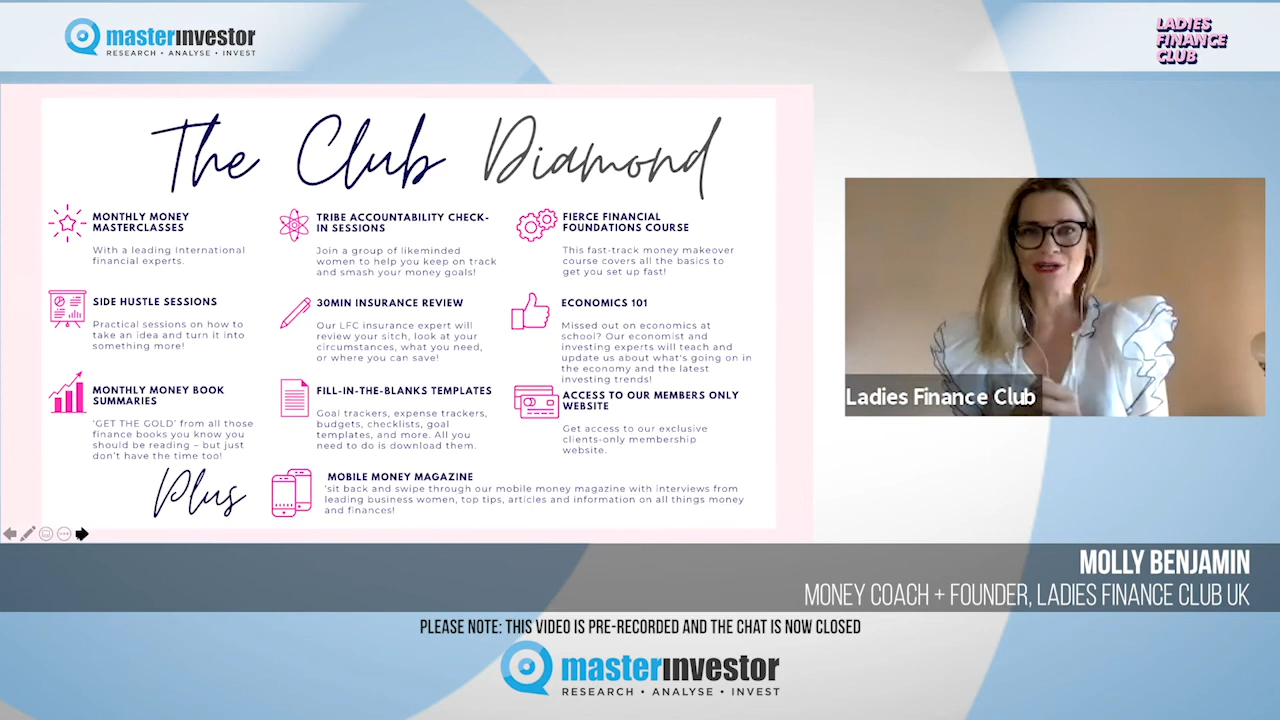 masterinvestor
RESEARCH • ANALYSE • INVEST
LADIES
FINANCE
CLUB
The Club Diamond
MONTHLY MONEY
MASTERCLASSES
With a leading International
financial experts.
TRIBE ACCOUNTABILITY CHECK-
IN SESSIONS
Join a group of likeminded
women to help you keep on track
and smash your money goals!
FIERCE FINANCIAL
FOUNDATIONS COURSE
This fast-track money makeover
course covers all the basics to
get you set up fast!
SIDE HUSTLE SESSIONS
Practical sessions on how to
take an idea and turn it into
something more!
30MIN INSURANCE REVIEW
Our LFC insurance expert will
review your sitch, look at your
circumstances, what you need,
or where you can save!
ECONOMICS 101
Missed out on economics at
school? Our economist and
investing experts will teach and
update us about what's going on in
the economy and the latest
investing trends!
MONTHLY MONEY BOOK
SUMMARIES
'GET THE GOLD' from all those
finance books you know you
should be reading – but just
don't have the time too!
FILL-IN-THE-BLANKS TEMPLATES
Goal trackers, expense trackers,
budgets, checklists, goal
templates, and more. All you
need to do is download them.
ACCESS TO OUR MEMBERS ONLY
WEBSITE
Get access to our exclusive
clients-only membership
website.
Plus
MOBILE MONEY MAGAZINE
'sit back and swipe through our mobile money magazine with interviews from
leading business women, top tips, articles and information on all things money
and finances!
Ladies Finance Club
MOLLY BENJAMIN
MONEY COACH + FOUNDER, LADIES FINANCE CLUB UK
PLEASE NOTE: THIS VIDEO IS PRE-RECORDED AND THE CHAT IS NOW CLOSED
masterinvestor
RESEARCH • ANALYSE • INVEST